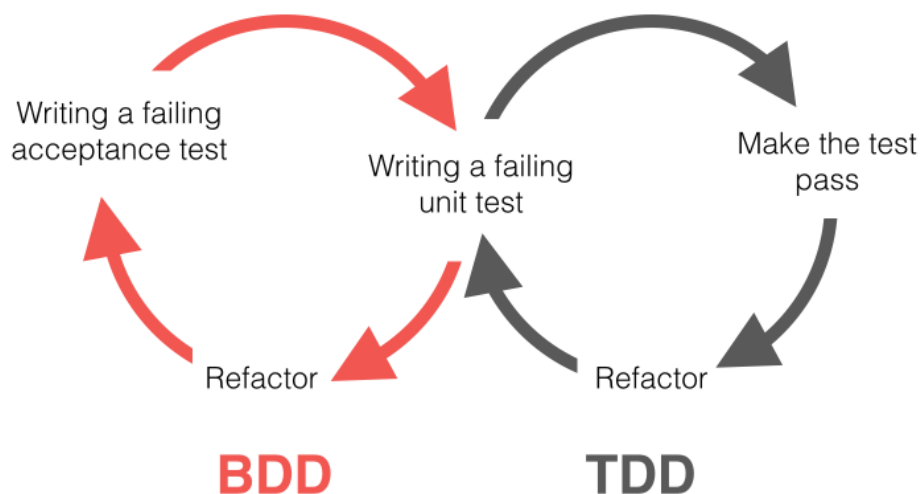 Writing a failing
acceptance test
Writing a failing
unit test
Make the test
pass
Refactor
Refactor
BDD
TDD